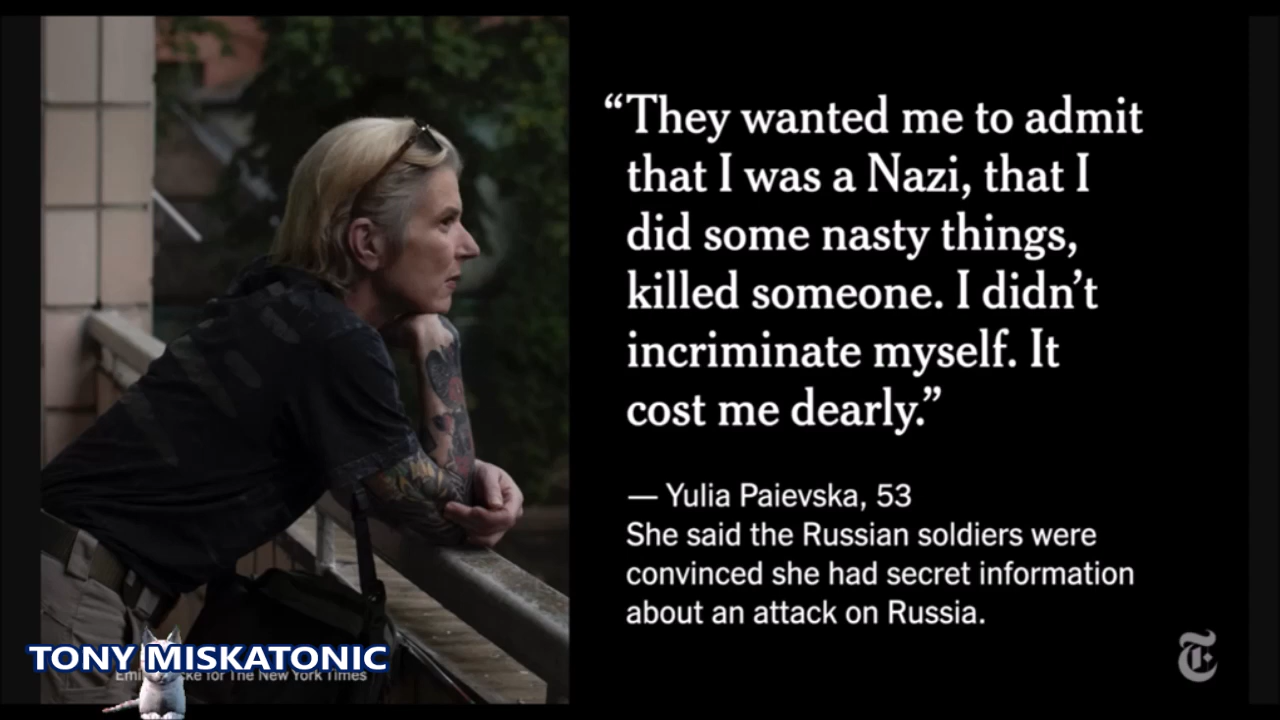 “They wanted me to admit
that I was a Nazi, that I
did some nasty things,
killed someone. I didn’t
incriminate myself. It
cost me dearly.”
— Yulia Paievska, 53
She said the Russian soldiers were
convinced she had secret information
about an attack on Russia.
TONY MISKATONIC
for The New York Times
T